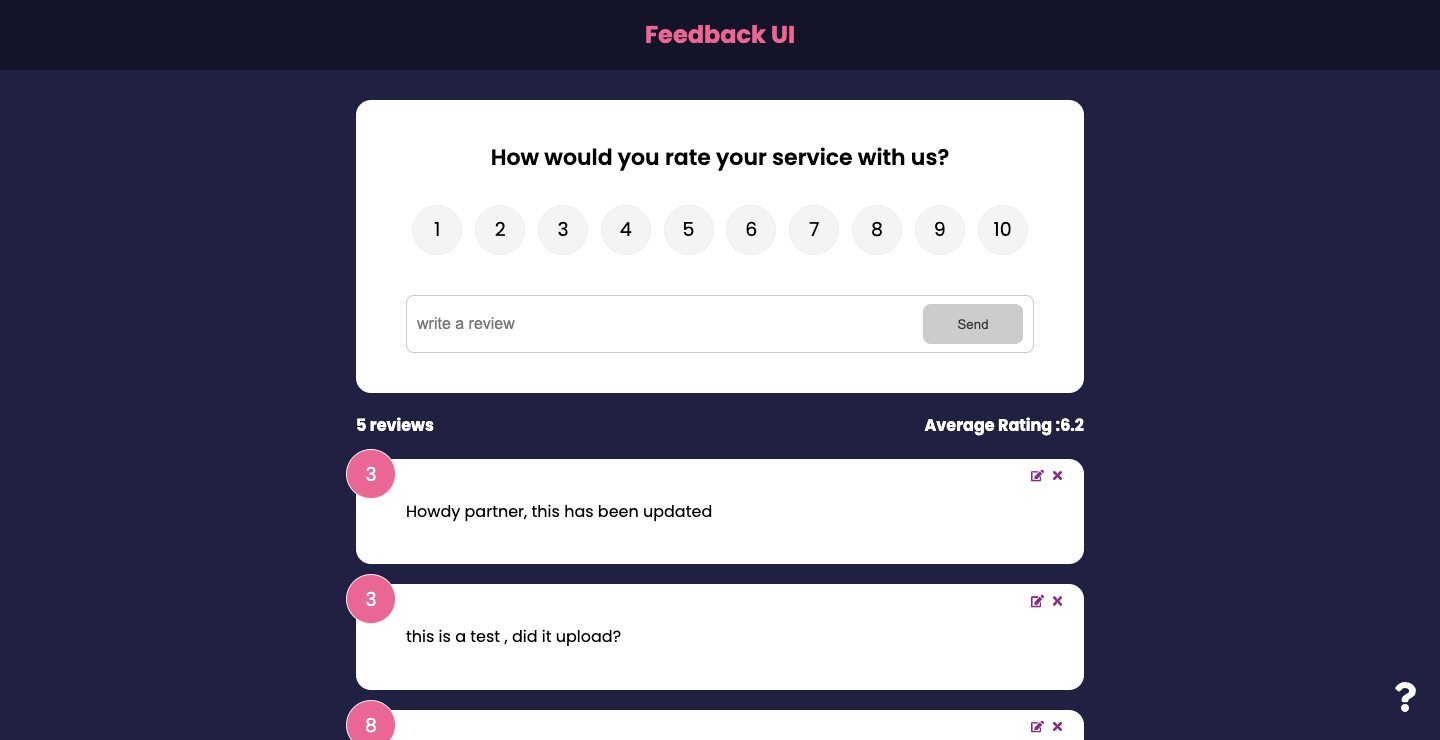 Feedback UI
How would you rate your service with us?
1 2 3 4 5 6 7 8 9 10
write a review Send
5 reviews Average Rating :6.2
3
Howdy partner, this has been updated
3
this is a test , did it upload?
8
?